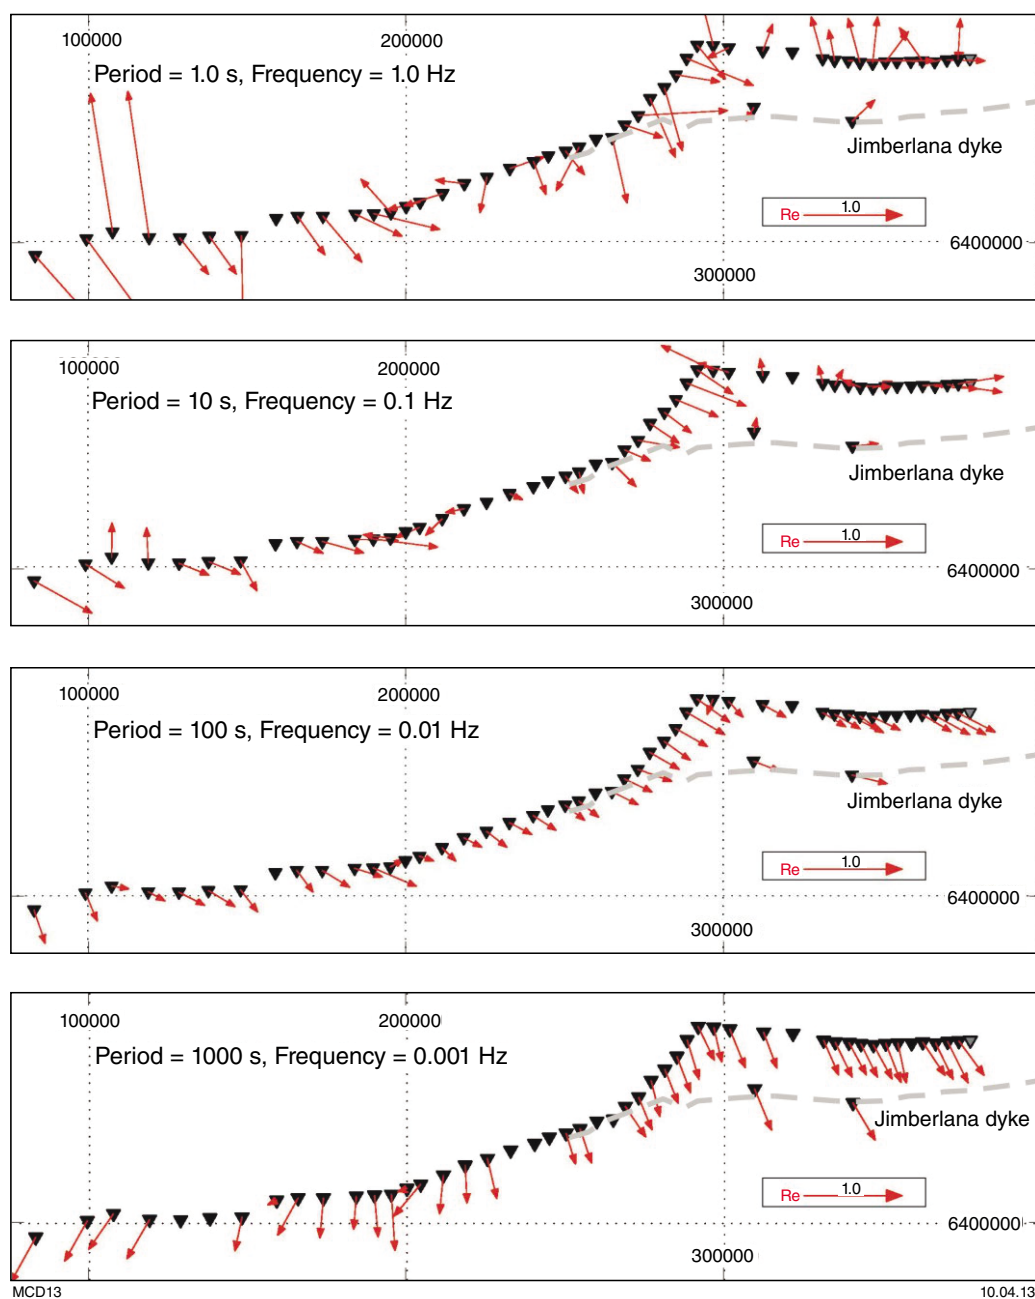 100000
200000
Period = 1.0 s, Frequency = 1.0 Hz
Jimberlana dyke
Re
1.0
6400000
300000
100000
200000
Period = 10 s, Frequency = 0.1 Hz
Jimberlana dyke
Re
1.0
6400000
300000
100000
200000
Period = 100 s, Frequency = 0.01 Hz
Jimberlana dyke
Re
1.0
6400000
300000
100000
200000
Period = 1000 s, Frequency = 0.001 Hz
Jimberlana dyke
Re
1.0
6400000
300000
MCD13
10.04.13